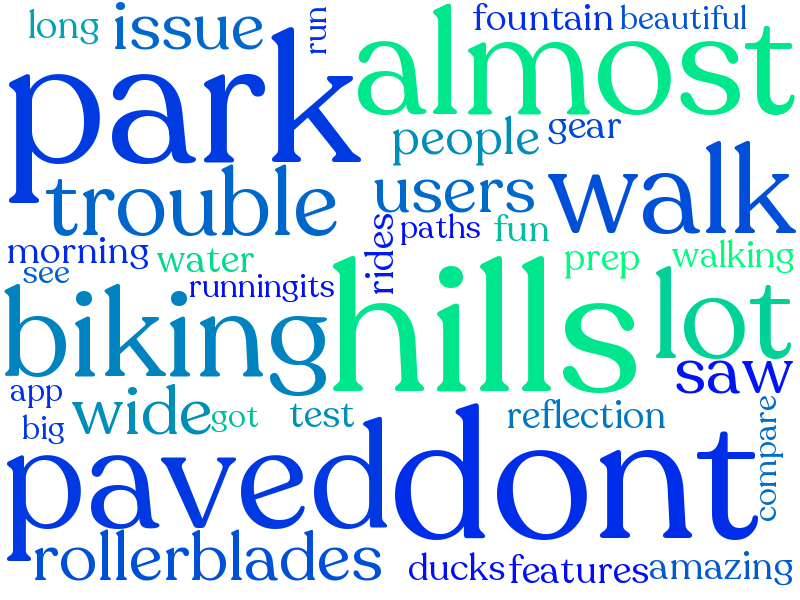 long
issue
run
fountain
beautiful
park
almost
people
gear
trouble
users
walk
paths
fun
rides
morning
water
see
runningits
prep
walking
biking
hills
lot
saw
app
wide
got
test
reflection
compare
big
paved
dont
rollerblades
ducks
features
amazing